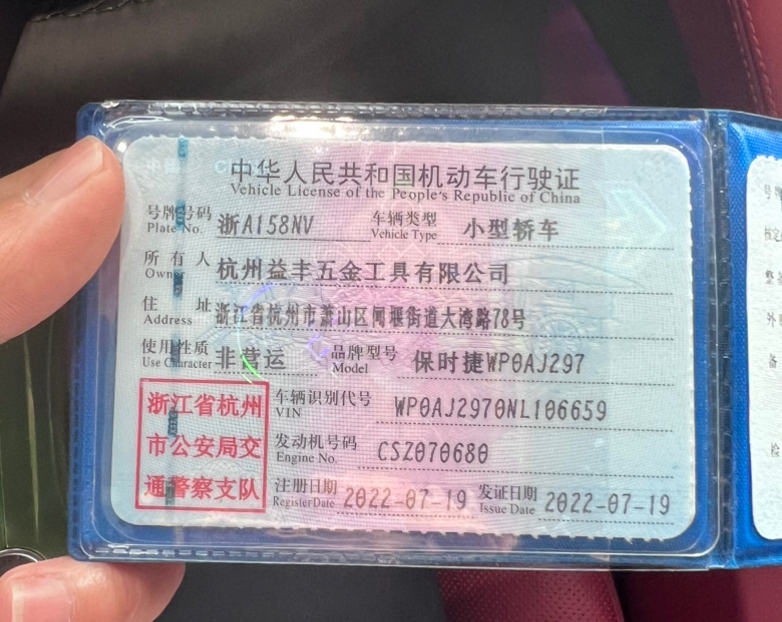 中华人民共和国机动车行驶证
Vehicle License of the People's Republic of China
号牌号码 浙A158NV 车辆类型 小型轿车
Plate No. Vehicle Type
所有人 杭州益丰五金工具有限公司
Owner
住址 浙江省杭州市萧山区闻堰街道大湾路78号
Address
使用性质 非营运 品牌型号 保时捷WP0AJ297
Use Character Model
浙江省杭州
市公安局交
通警察支队
车辆识别代号 WP0AJ2970NL106659
VIN
发动机号码 CSZ070680
Engine No.
注册日期 2022-07-19 发证日期 2022-07-19
Register Date Issue Date